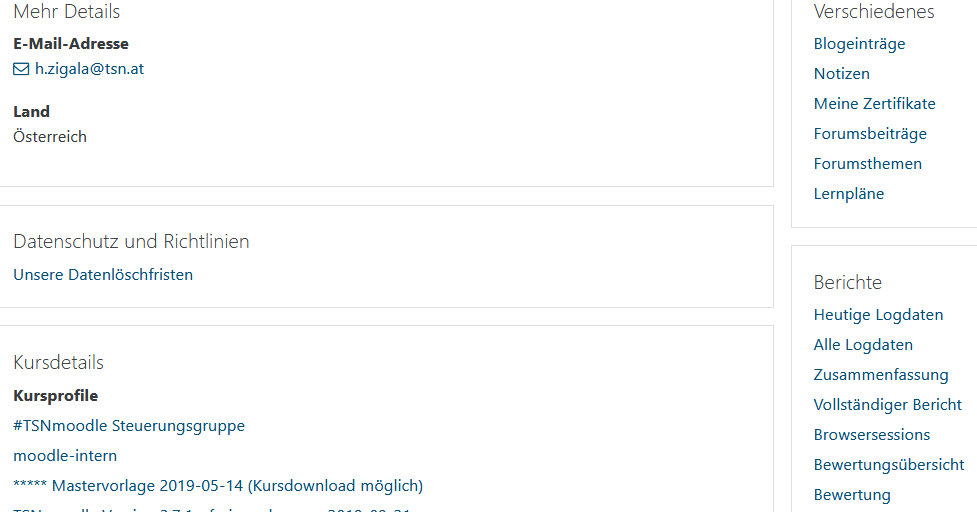 Mehr Details
E-Mail-Adresse
h.zigala@tsn.at
Land
Österreich
Datenschutz und Richtlinien
Unsere Datenlöschfristen
Kursdetails
Kursprofile
#TSNmoodle Steuerungsgruppe
moodle-intern
***** Mastervorlage 2019-05-14 (Kursdownload möglich)
Verschiedenes
Blogeinträge
Notizen
Meine Zertifikate
Forumsbeiträge
Forumsthemen
Lernpläne
Berichte
Heutige Logdaten
Alle Logdaten
Zusammenfassung
Vollständiger Bericht
Browsersessions
Bewertungsübersicht
Bewertung